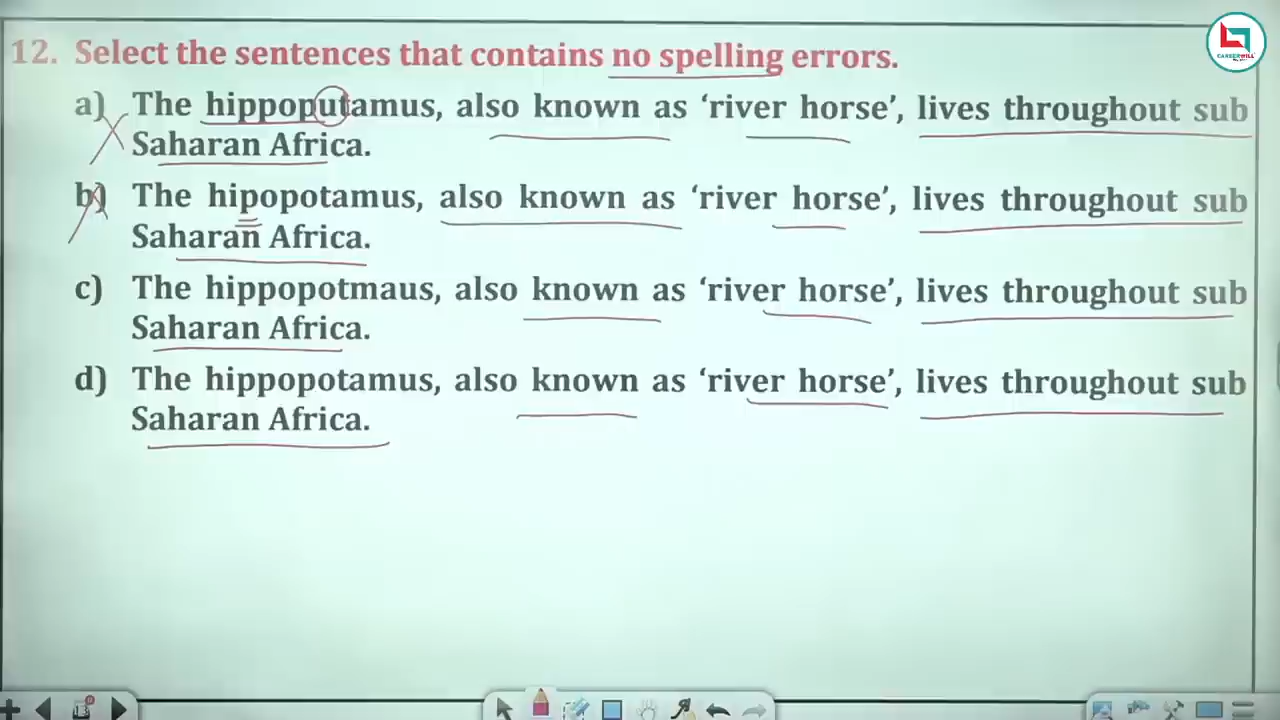 12. Select the sentences that contains no spelling errors.
a) The hippoputamus, also known as ‘river horse’, lives throughout sub
Saharan Africa.
b) The hipopotamus, also known as ‘river horse’, lives throughout sub
Saharan Africa.
c) The hippopotmaus, also known as ‘river horse’, lives throughout sub
Saharan Africa.
d) The hippopotamus, also known as ‘river horse’, lives throughout sub
Saharan Africa.
CAREERWILL